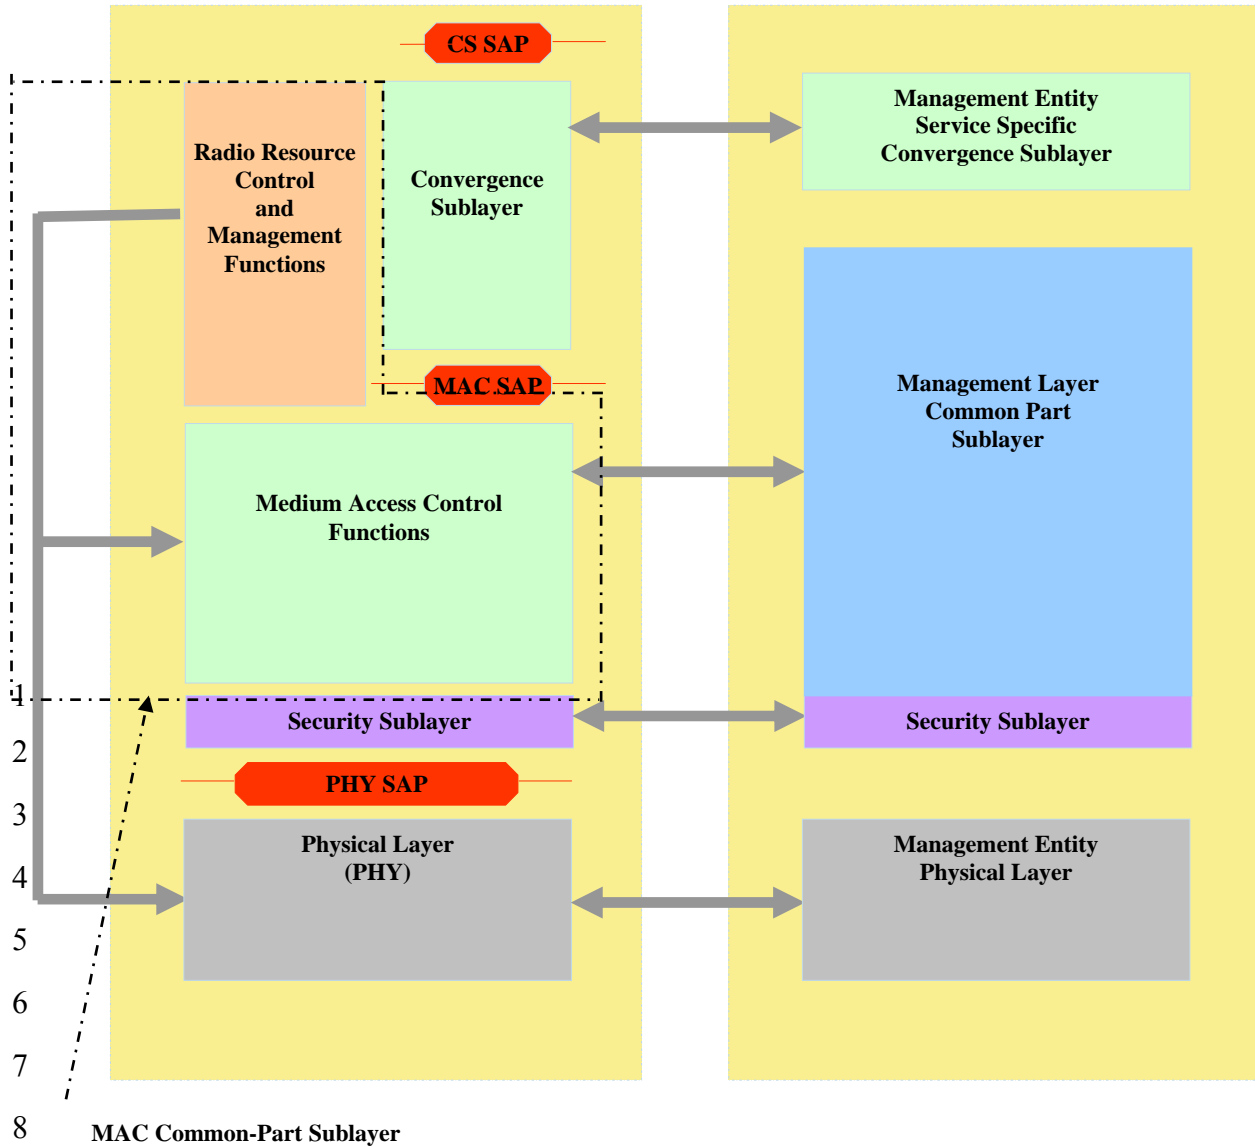 CS SAP
Radio Resource
Control
and
Management
Functions
Convergence
Sublayer
MAC SAP
Medium Access Control
Functions
Security Sublayer
PHY SAP
Physical Layer
(PHY)
Management Entity
Service Specific
Convergence Sublayer
Management Layer
Common Part
Sublayer
Security Sublayer
Management Entity
Physical Layer
1
2
3
4
5
6
7
8
MAC Common-Part Sublayer